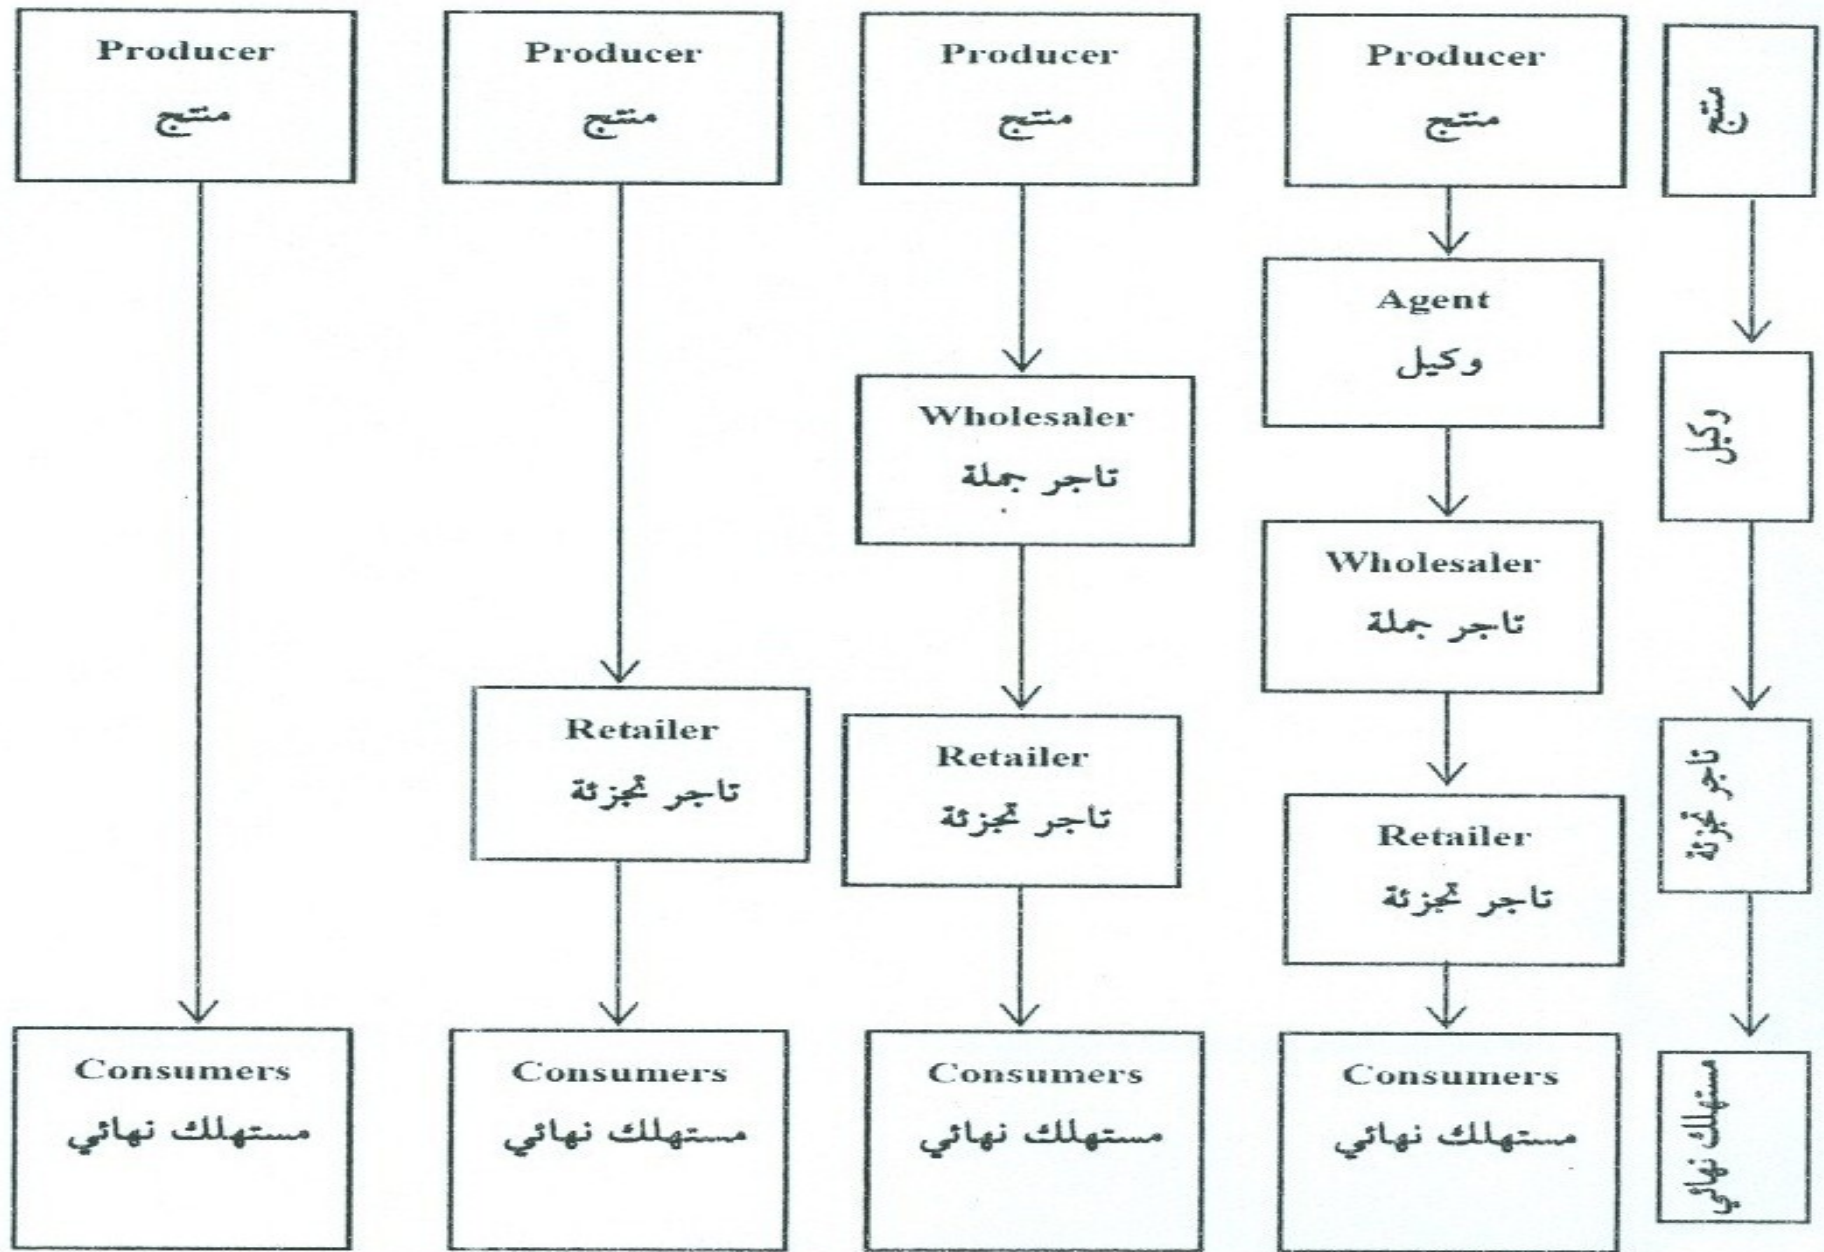 Producer
منتج
Producer
منتج
Producer
منتج
Producer
منتج
منتج
Agent
وكيل
وكيل
Wholesaler
تاجر جملة
Wholesaler
تاجر جملة
Retailer
تاجر تجزئة
Retailer
تاجر تجزئة
Retailer
تاجر تجزئة
تاجر تجزئة
Consumers
مستهلك نهائي
Consumers
مستهلك نهائي
Consumers
مستهلك نهائي
Consumers
مستهلك نهائي
مستهلك نهائي